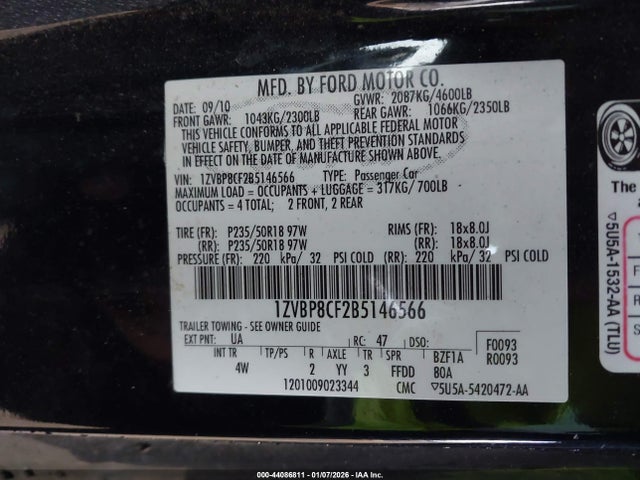 MFD. BY FORD MOTOR CO.
DATE: 09/10 GVWR: 2087KG/4600LB
FRONT GAWR: 1043KG/2300LB REAR GAWR: 1066KG/2350LB
THIS VEHICLE CONFORMS TO ALL APPLICABLE FEDERAL MOTOR
VEHICLE SAFETY, BUMPER, AND THEFT PREVENTION STANDARDS
IN EFFECT ON THE DATE OF MANUFACTURE SHOWN ABOVE.
VIN: 1ZVBP8CF2B5146566 TYPE: Passenger Car
MAXIMUM LOAD = OCCUPANTS + LUGGAGE = 317KG/ 700LB
OCCUPANTS = 4 TOTAL; 2 FRONT, 2 REAR
TIRE (FR): P235/50R18 97W RIMS (FR): 18x8.0J
(RR): P235/50R18 97W (RR): 18x8.0J
PRESSURE (FR): 220 kPa/ 32 PSI COLD (RR): 220 kPa/ 32 PSI COLD
1ZVBP8CF2B5146566
TRAILER TOWING - SEE OWNER GUIDE
EXT PNT: UA RC: 47 DSO: F0093
INT TR TP/PS R AXLE TR SPR BZF1A R0093
4W 2 YY 3 FFDD BOA
1201009023344 CMC ▽5U5A-5420472-AA
The
▽5U5A-1532-AA (TLU)
000-44086811 - 01/07/2026 - IAA Inc.